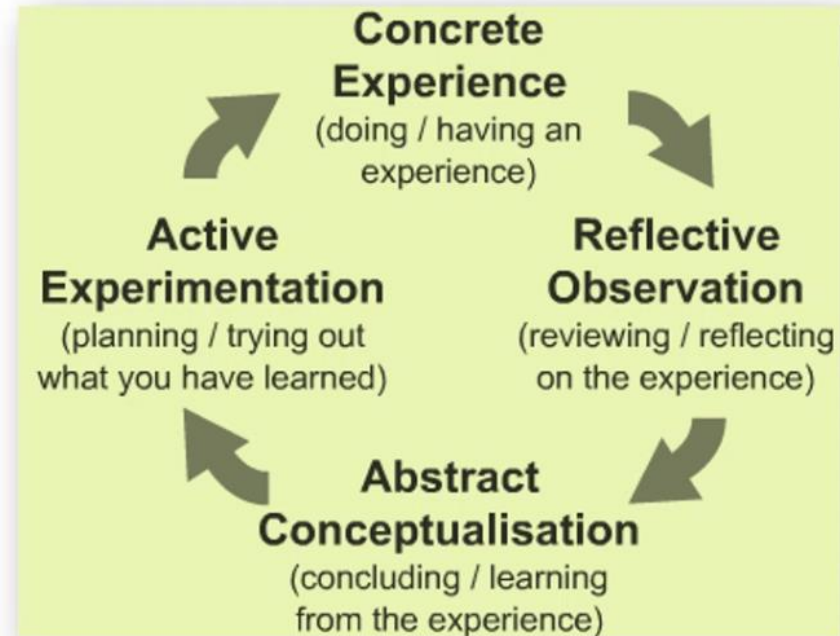 Concrete
Experience
(doing / having an
experience)
Reflective
Observation
(reviewing / reflecting
on the experience)
Abstract
Conceptualisation
(concluding / learning
from the experience)
Active
Experimentation
(planning / trying out
what you have learned)